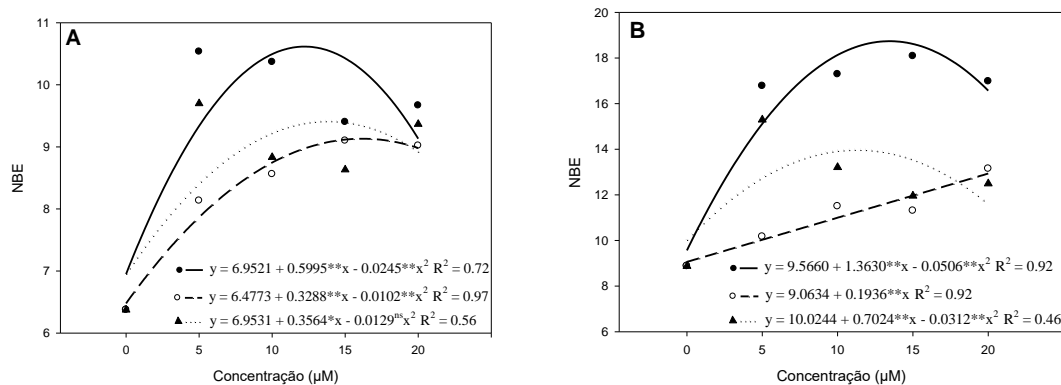 A
NBE
11
10
9
8
7
6
y = 6.9521 + 0.5995**x - 0.0245**x² R² = 0.72
y = 6.4773 + 0.3288**x - 0.0102**x² R² = 0.97
y = 6.9531 + 0.3564*x - 0.0129ⁿˢx² R² = 0.56
0 5 10 15 20
Concentração (µM)
B
NBE
20
18
16
14
12
10
8
6
y = 9.5660 + 1.3630**x - 0.0506**x² R² = 0.92
y = 9.0634 + 0.1936**x R² = 0.92
y = 10.0244 + 0.7024**x - 0.0312**x² R² = 0.46
0 5 10 15 20
Concentração (µM)